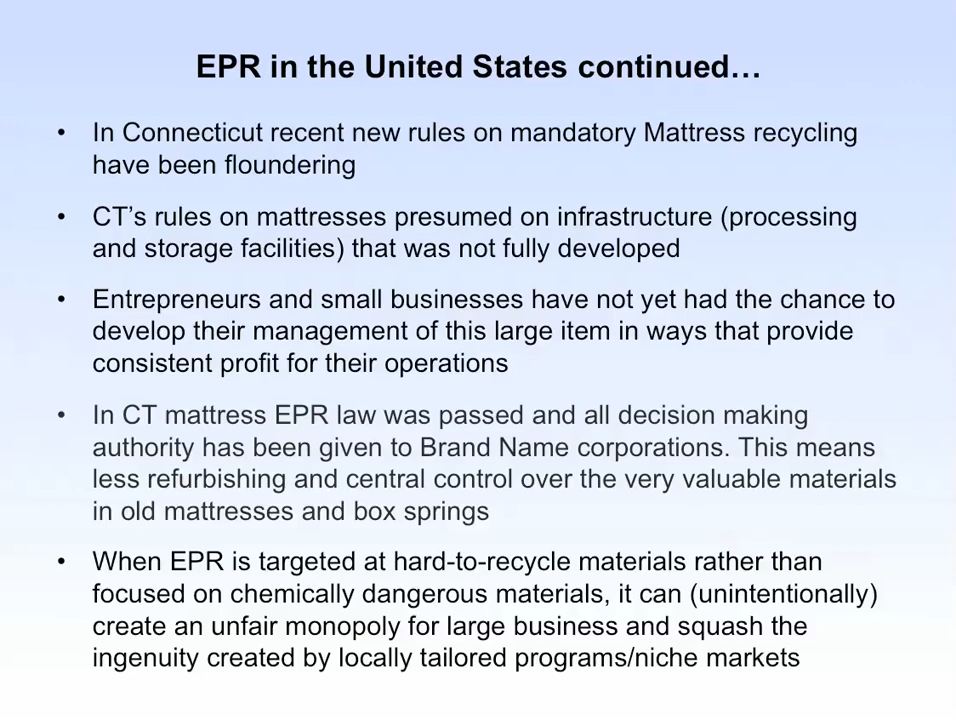 EPR in the United States continued…
• In Connecticut recent new rules on mandatory Mattress recycling
have been floundering
• CT’s rules on mattresses presumed on infrastructure (processing
and storage facilities) that was not fully developed
• Entrepreneurs and small businesses have not yet had the chance to
develop their management of this large item in ways that provide
consistent profit for their operations
• In CT mattress EPR law was passed and all decision making
authority has been given to Brand Name corporations. This means
less refurbishing and central control over the very valuable materials
in old mattresses and box springs
• When EPR is targeted at hard-to-recycle materials rather than
focused on chemically dangerous materials, it can (unintentionally)
create an unfair monopoly for large business and squash the
ingenuity created by locally tailored programs/niche markets